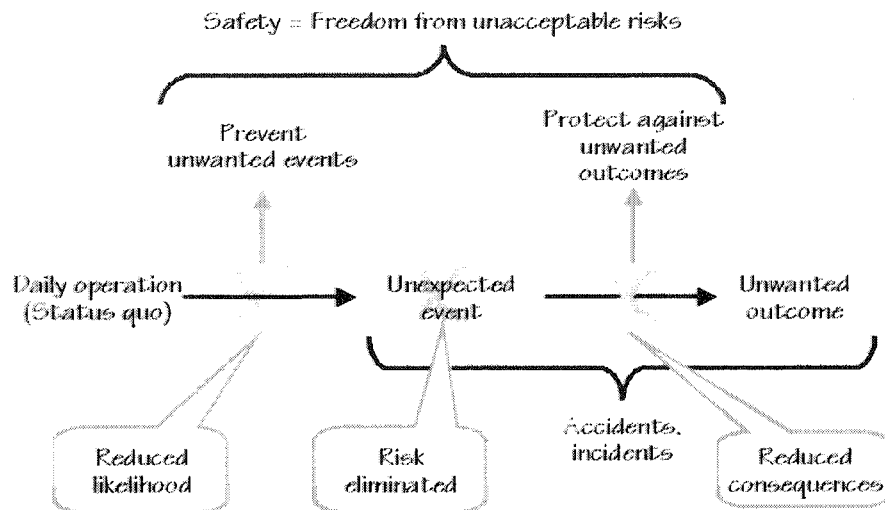 Safety = Freedom from unacceptable risks
Prevent
unwanted events
Protect against
unwanted
outcomes
Daily operation
(Status quo)
Unexpected
event
Unwanted
outcome
Accidents,
incidents
Reduced
likelihood
Risk
eliminated
Reduced
consequences